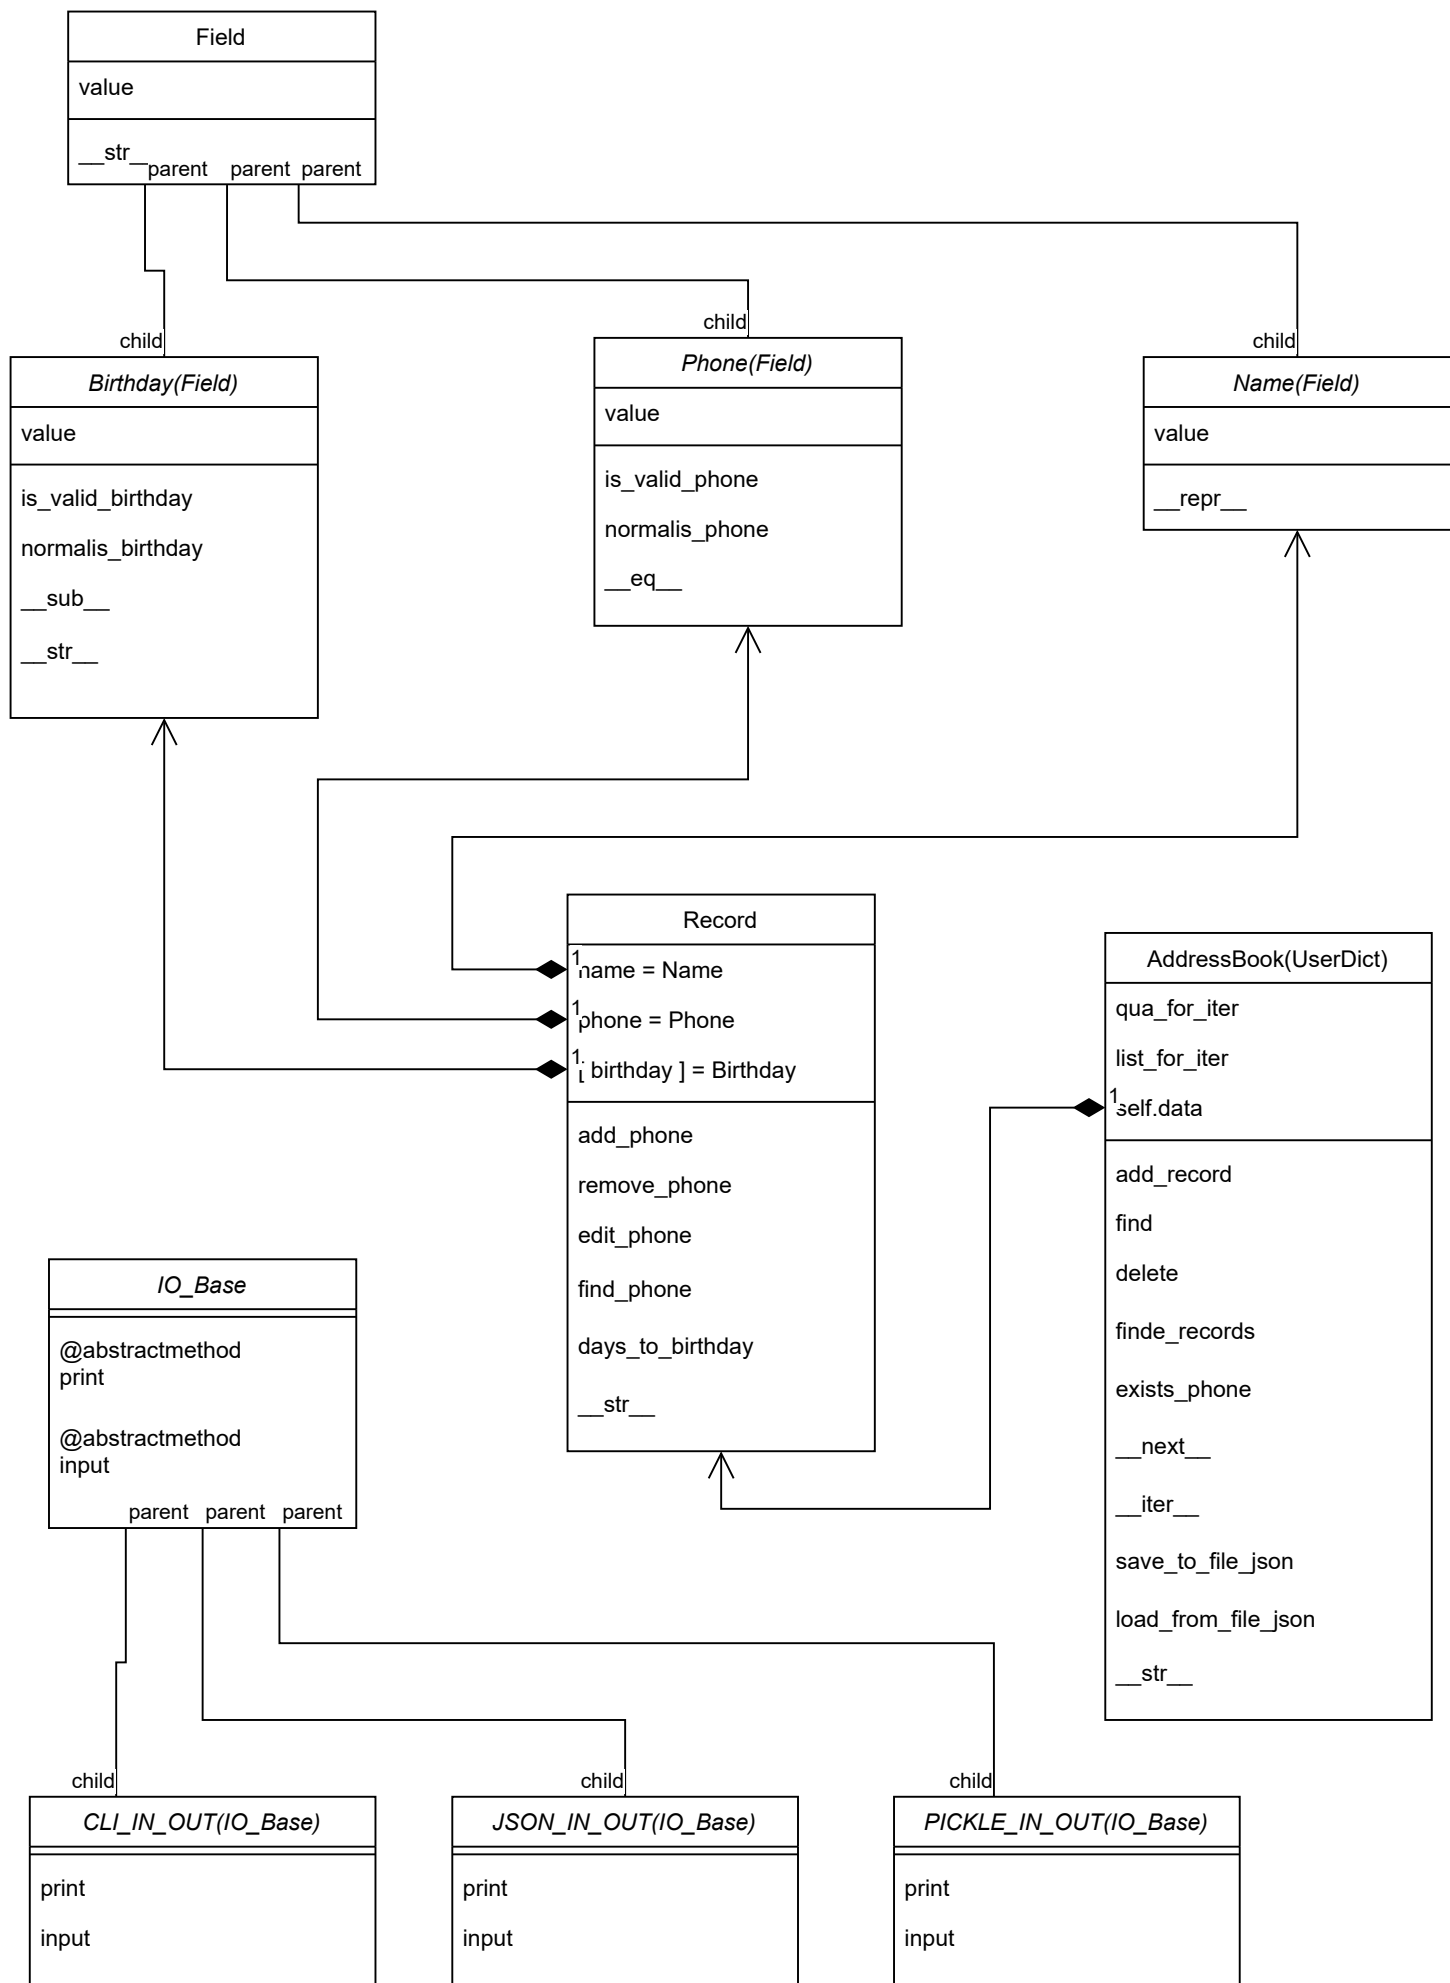 Field
value
__str__
parent
parent
parent
child
child
child
Birthday(Field)
value
is_valid_birthday
normalis_birthday
__sub__
__str__
Phone(Field)
value
is_valid_phone
normalis_phone
__eq__
Name(Field)
value
__repr__
Record
1
name = Name
1
phone = Phone
1
[ birthday ] = Birthday
add_phone
remove_phone
edit_phone
find_phone
days_to_birthday
__str__
AddressBook(UserDict)
qua_for_iter
list_for_iter
1
self.data
add_record
find
delete
finde_records
exists_phone
__next__
__iter__
save_to_file_json
load_from_file_json
__str__
IO_Base
@abstractmethod
print
@abstractmethod
input
parent
parent
parent
child
child
child
CLI_IN_OUT(IO_Base)
print
input
JSON_IN_OUT(IO_Base)
print
input
PICKLE_IN_OUT(IO_Base)
print
input